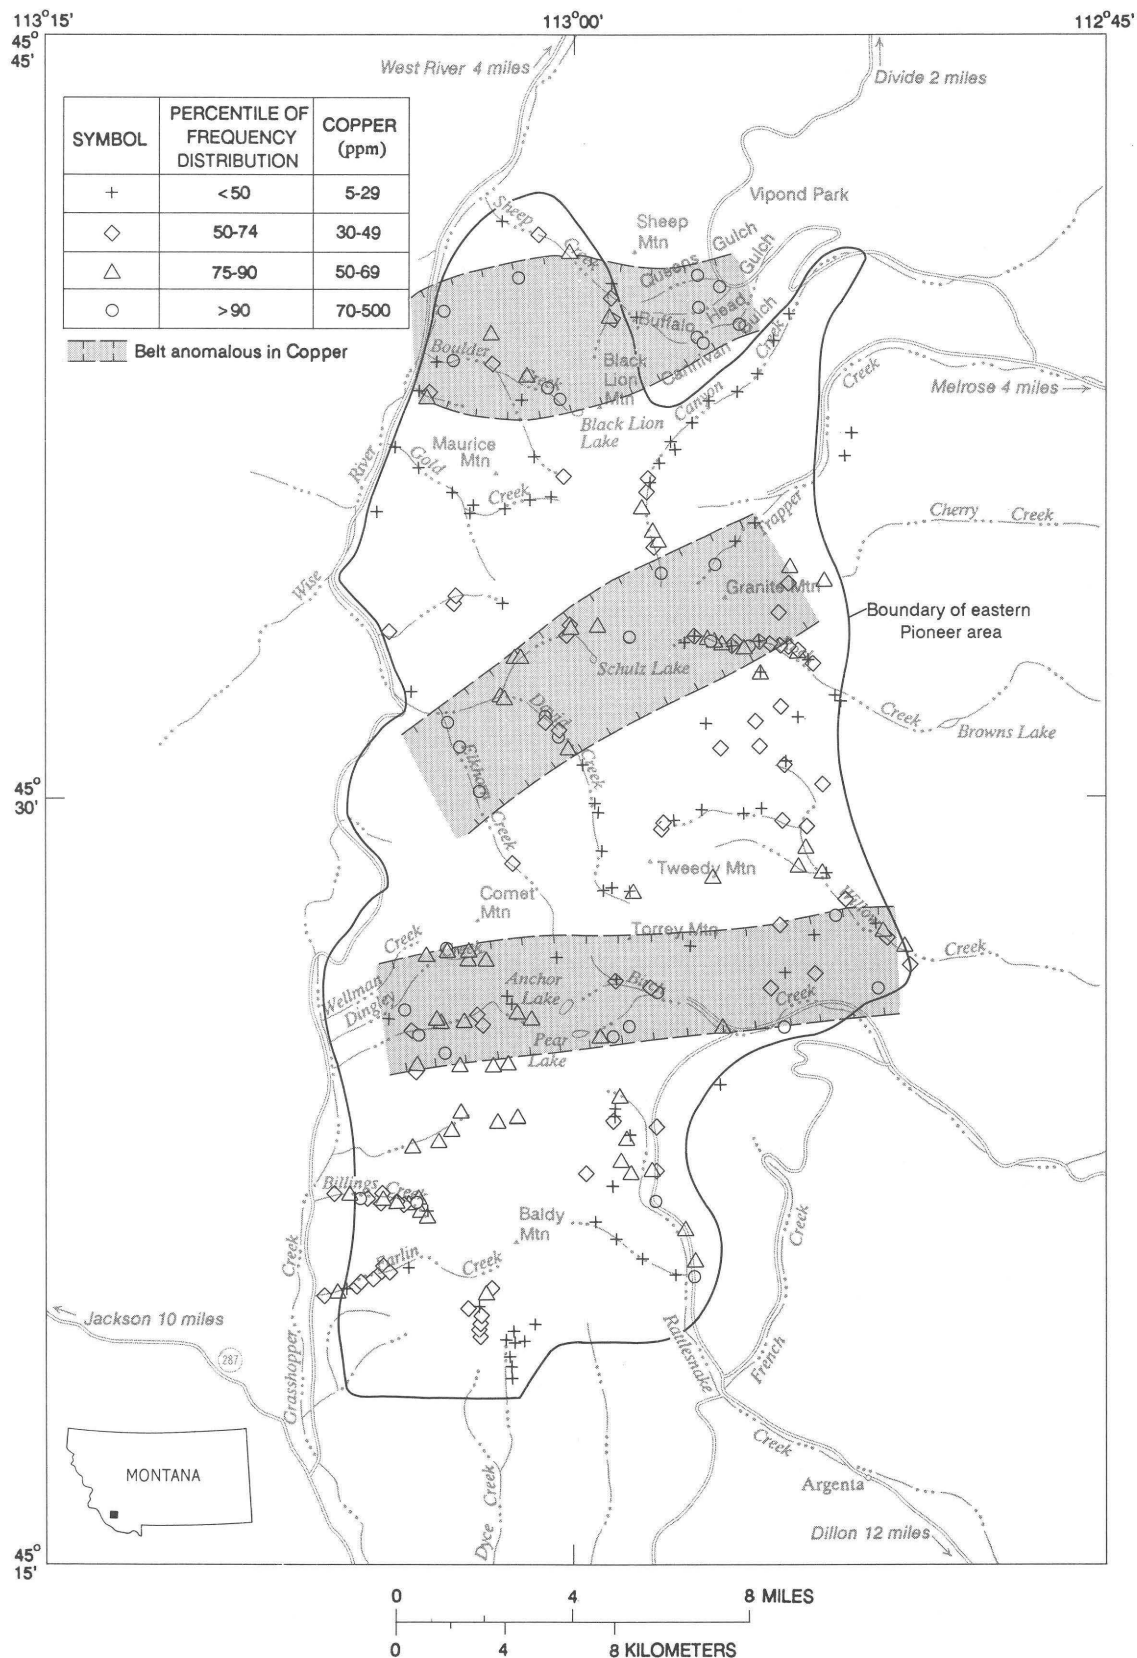 113°15'
113°00'
112°45'
45°
45'
West River 4 miles
Divide 2 miles
SYMBOL
PERCENTILE OF
FREQUENCY
DISTRIBUTION
COPPER
(ppm)
<50
5-29
50-74
30-49
75-90
50-69
>90
70-500
Belt anomalous in Copper
Vipond Park
Sheep
Creek
Sheep
Mtn
Queens
Gulch
Gulch
Buffalo
Head
Gulch
Cannivan
Boulder
Creek
Black
Lion
Mtn
Black Lion
Lake
Canyon
Creek
Creek
Melrose 4 miles
Maurice
Mtn
River
Gold
Creek
Trapper
Cherry Creek
Wise
Granite Mtn
Boundary of eastern
Pioneer area
Schulz Lake
David
Creek
Elkhorn
Creek
Creek
Browns Lake
45°
30'
Tweedy Mtn
Comet
Mtn
Willow
Creek
Torrey Mtn
Creek
Creek
Wellman
Dingley
Anchor
Lake
Birch
Creek
Pear
Lake
Billings Creek
Baldy
Mtn
Farlin
Creek
Creek
Creek
Jackson 10 miles
287
Grasshopper
Rattlesnake
French
Creek
MONTANA
Dyce Creek
Argenta
Dillon 12 miles
45°
15'
0 4 8 MILES
0 4 8 KILOMETERS